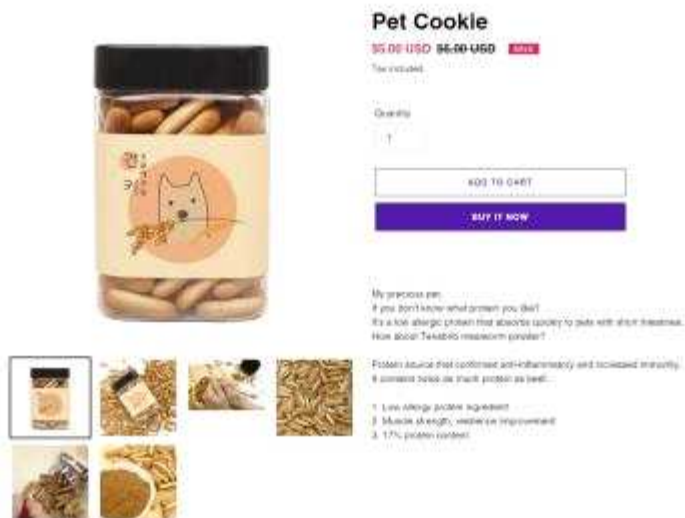 Pet Cookie
$5.00 USD $6.00 USD SALE
Tax included.
Quantity
1
ADD TO CART
BUY IT NOW
My precious pet.
If you don't know what protein you like?
It's a low allergic protein that absorbs quickly to pets with short intestines.
How about Tenebrio mealworm powder?
Protein source that confirmed anti-inflammatory and increased immunity.
It contains twice as much protein as beef.
1. Low allergy protein ingredient
2. Muscle strength, resilience improvement
3. 17% protein content